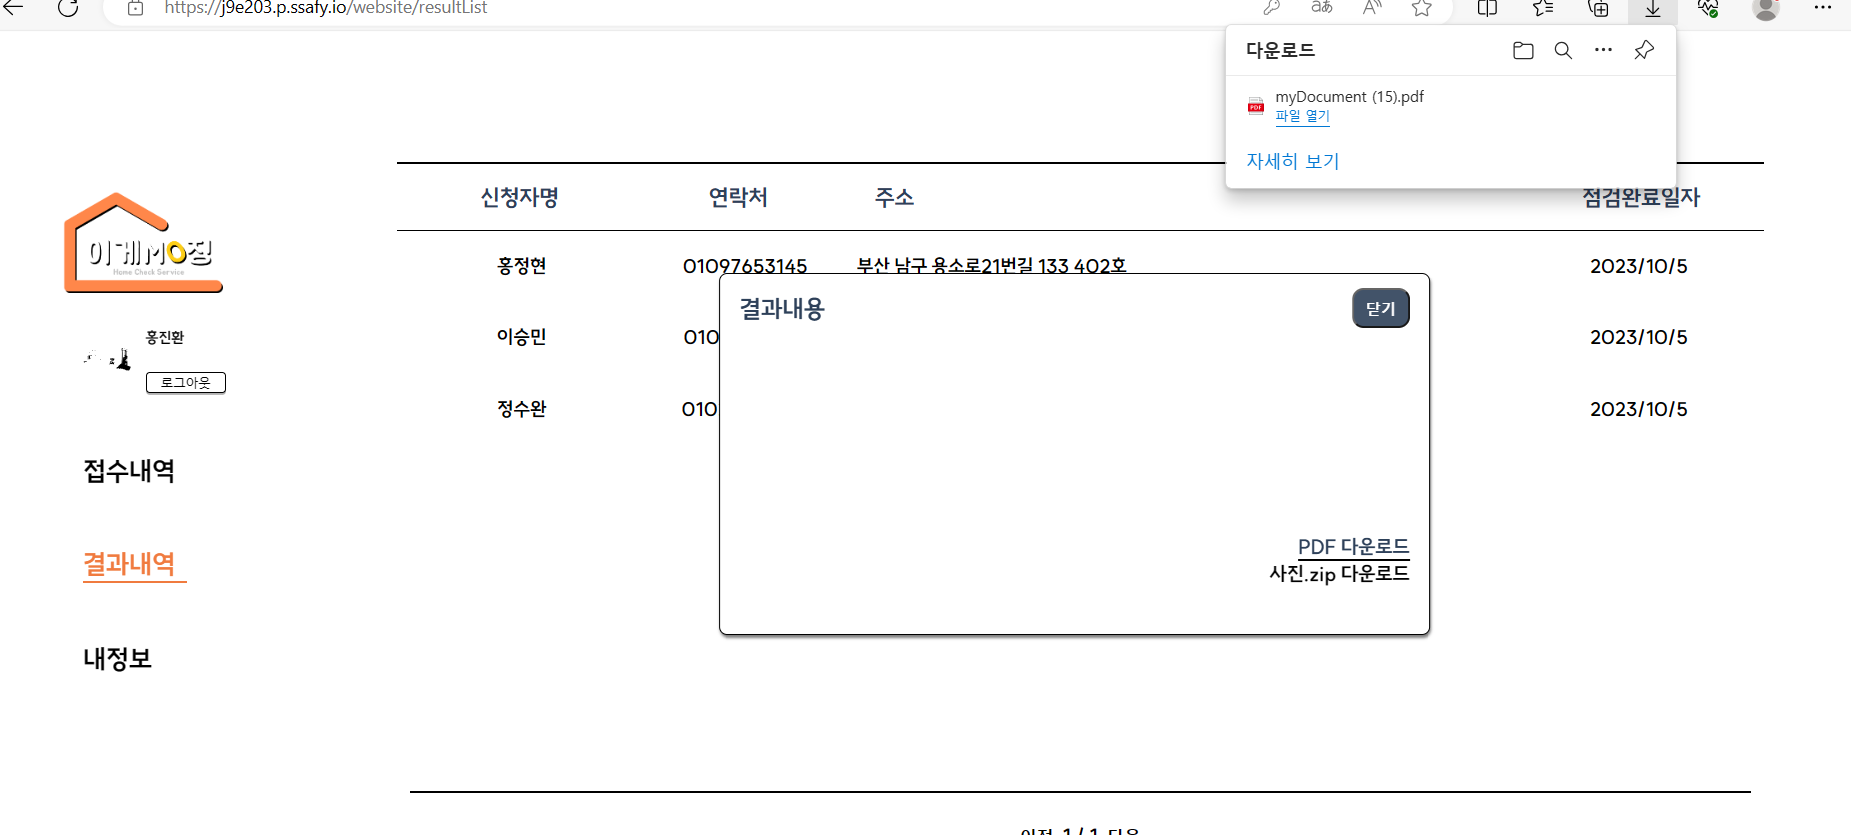 https://j9e203.p.ssafy.io/website/resultList
다운로드
myDocument (15).pdf
파일 열기
자세히 보기
이게MO징
Home Check Service
홍진환
로그아웃
접수내역
결과내역
내정보
신청자명 연락처 주소 점검완료일자
홍정현 01097653145 부산 남구 용소로21번길 133 402호 2023/10/5
이승민 010 2023/10/5
정수완 010 2023/10/5
결과내용
닫기
PDF 다운로드
사진.zip 다운로드
이전 1 / 1 다음